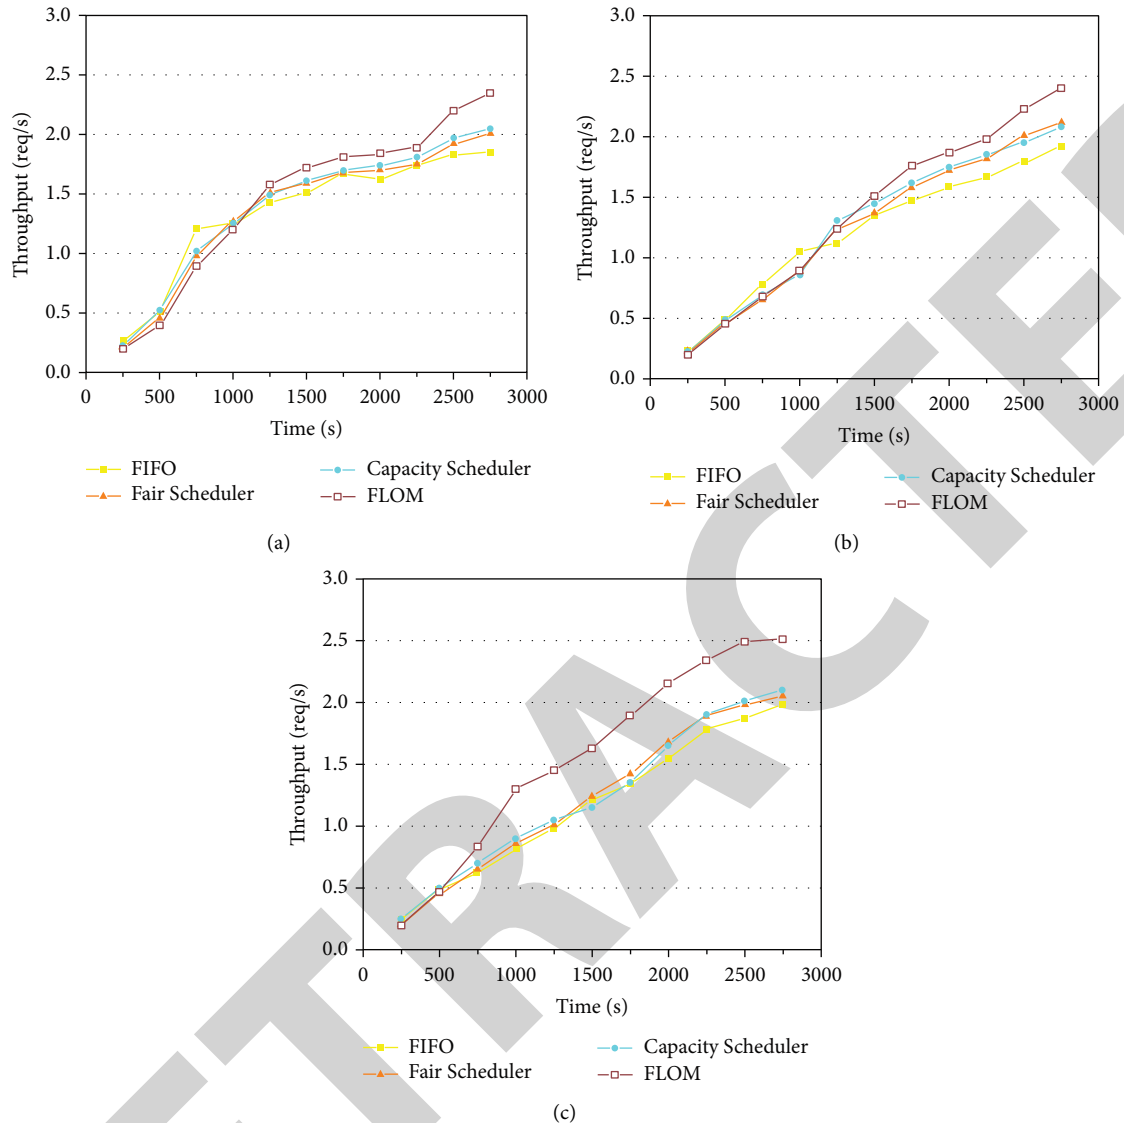 3.0
2.5
2.0
1.5
1.0
0.5
0.0
Throughput (req/s)
0 500 1000 1500 2000 2500 3000
Time (s)
FIFO
Capacity Scheduler
Fair Scheduler
FLOM
(a)
3.0
2.5
2.0
1.5
1.0
0.5
0.0
Throughput (req/s)
0 500 1000 1500 2000 2500 3000
Time (s)
FIFO
Capacity Scheduler
Fair Scheduler
FLOM
(b)
3.0
2.5
2.0
1.5
1.0
0.5
0.0
Throughput (req/s)
0 500 1000 1500 2000 2500 3000
Time (s)
FIFO
Capacity Scheduler
Fair Scheduler
FLOM
(c)
TRACTE